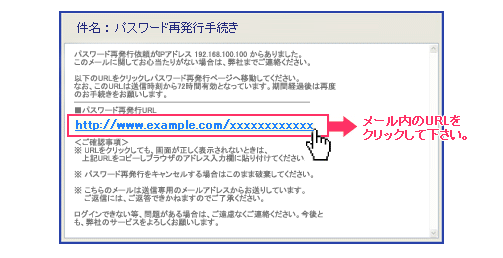 件名： パスワード再発行手続き
パスワード再発行依頼がIPアドレス 192.168.100.100 からありました。
このメールに関してお心当たりがない場合は、弊社までご連絡ください。
以下のURLをクリックしパスワード再発行ページへ移動してください。
なお、このURLは送信時刻から72時間有効となっています。期間経過後は再度
のお手続きをお願いします。
■パスワード再発行URL
http://www.example.com/xxxxxxxxxxxx
メール内のURLを
クリックして下さい。
＜ご確認事項＞
※ URLをクリックしても、画面が正しく表示されないときは、
上記URLをコピーしブラウザのアドレス入力欄に貼り付けてください
※ パスワード再発行をキャンセルする場合はこのまま破棄してください。
※ こちらのメールは送信専用のメールアドレスからお送りしています。
ご返信には、ご返答できかねますのでご了承ください。
ログインできない等、問題がある場合は、ご遠慮なくご連絡ください。今後と
も、弊社のサービスをよろしくお願いします。